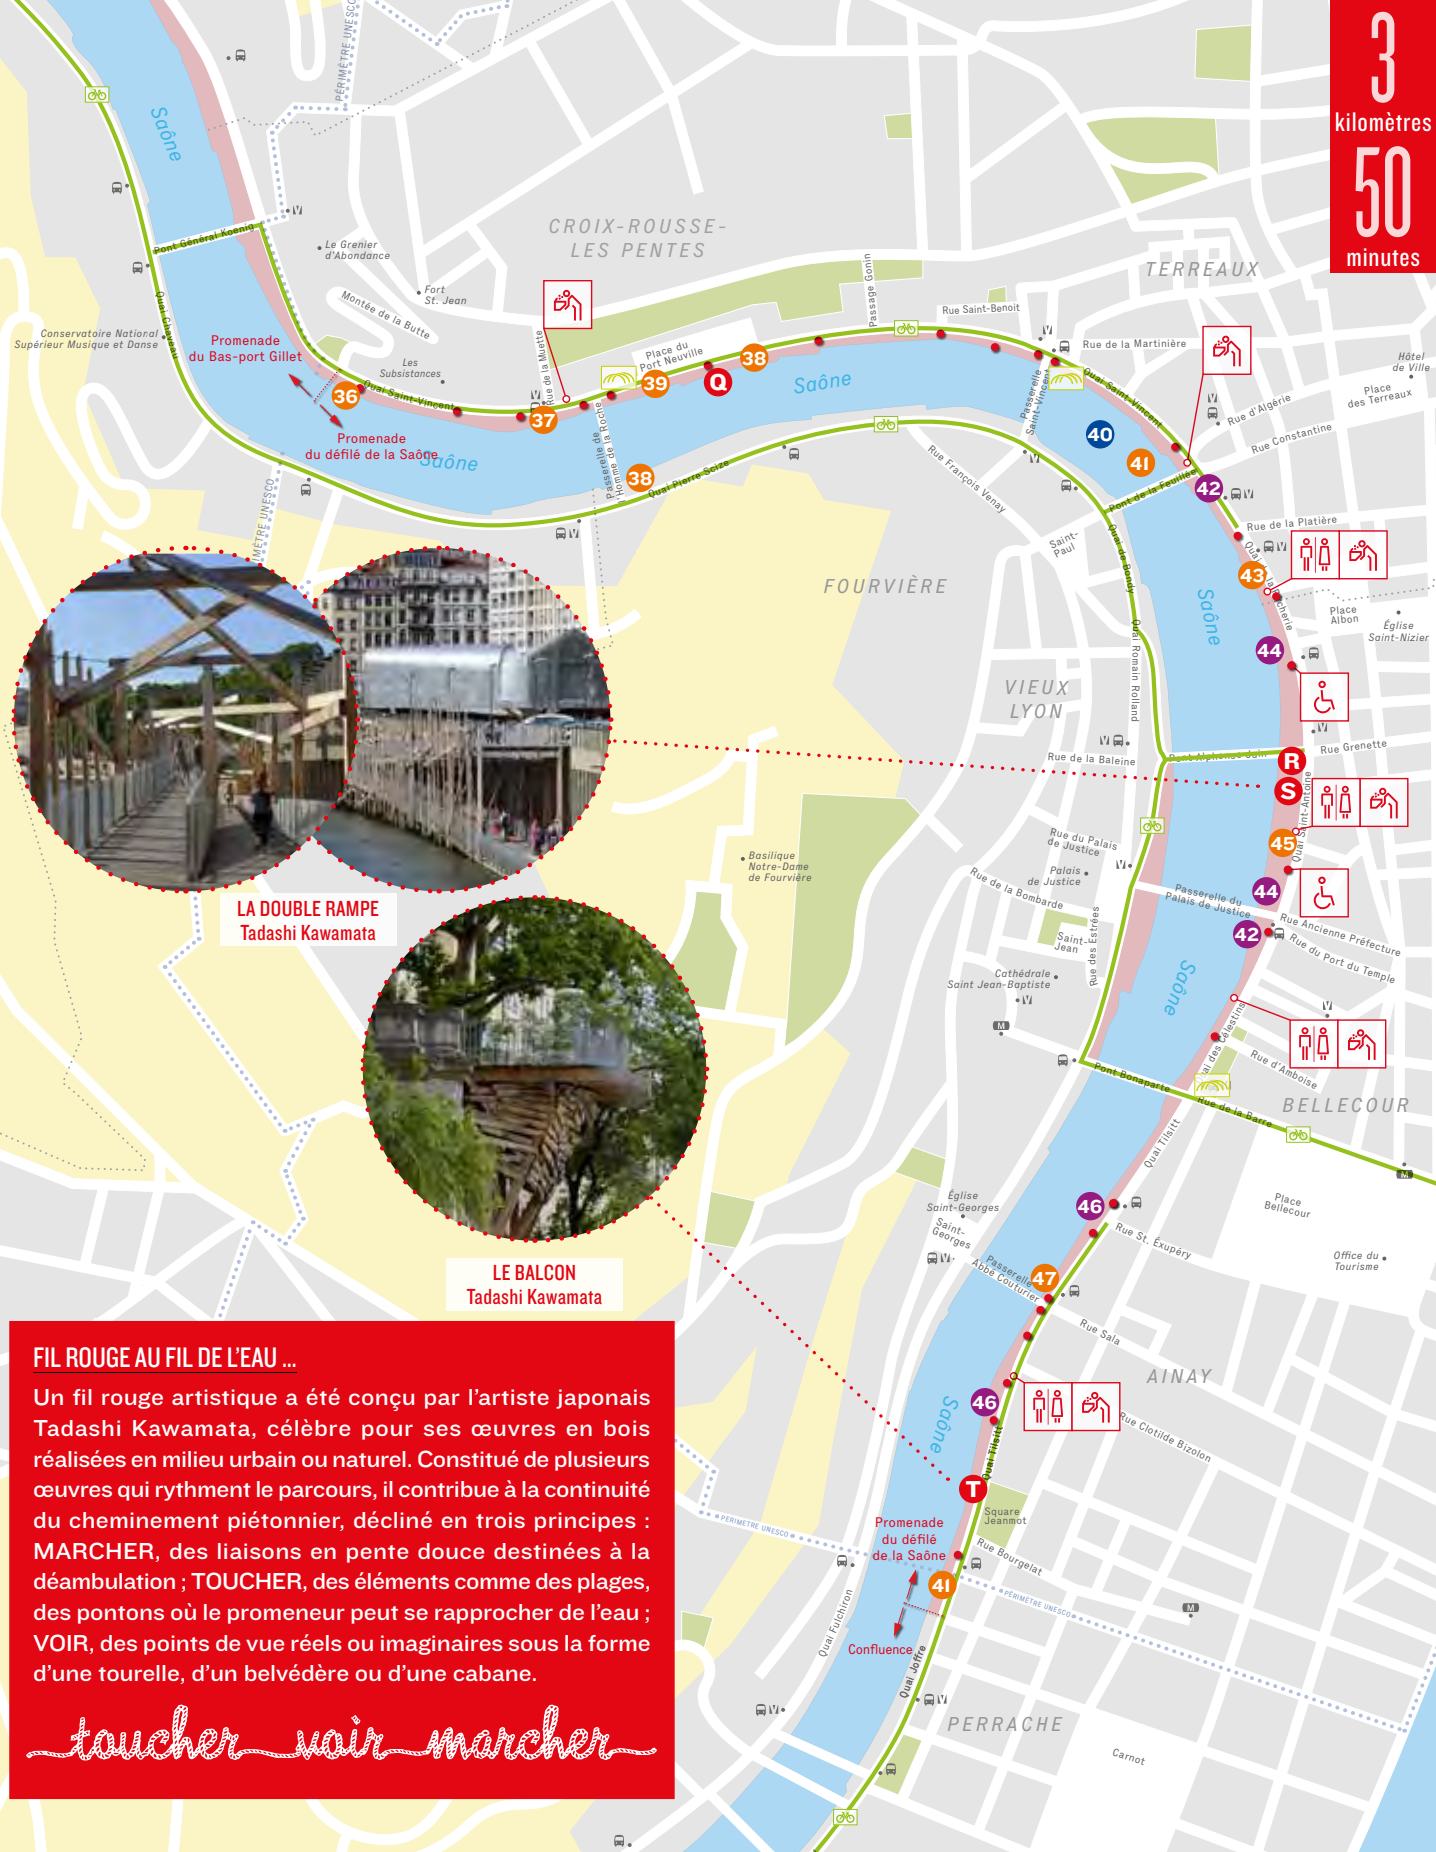 3
kilomètres
50
minutes
PÉRIMÈTRE UNESCO
Saône
Pont Général Koenig
Le Grenier
d'Abondance
CROIX-ROUSSE-
LES PENTES
TERREAUX
Fort
St. Jean
Montée de la Butte
Quai Chauveau
Conservatoire National
Supérieur Musique et Danse
Promenade
du Bas-port Gillet
Les
Subsistances
Rue de la Muette
Place du
Port Neuville
Passage Gonin
Rue Saint-Benoit
Rue de la Martinière
Hôtel
de Ville
Place
des Terreaux
36
Quai Saint-Vincent
37
39
Q
38
Saône
Passerelle
Saint-Vincent
Quai Saint-Vincent
Rue d'Algérie
Rue Constantine
Promenade
du défilé de la Saône
Saône
Passerelle de
l'Homme de la Roche
38
Quai Pierre Scize
Rue François Venay
40
41
Pont de la Feuillée
42
Rue de la Platière
Saint-
Paul
Quai de Bondy
FOURVIÈRE
Saône
43
Place
Albon
Église
Saint-Nizier
44
Quai Romain Rolland
VIEUX
LYON
Rue de la Baleine
R
S
Rue Grenette
Quai Saint-Antoine
45
Rue du Palais
de Justice
Palais
de Justice
Basilique
Notre-Dame
de Fourvière
Rue de la Bombarde
Passerelle du
Palais de Justice
44
42
Rue Ancienne Préfecture
Rue du Port du Temple
Saint-
Jean
Rue des Estrées
Cathédrale
Saint Jean-Baptiste
Saône
M
Rue d'Amboise
Pont Bonaparte
Rue de la Barre
BELLECOUR
M
LA DOUBLE RAMPE
Tadashi Kawamata
Quai Tilsitt
46
Place
Bellecour
Église
Saint-Georges
Saint-
Georges
Rue St. Éxupéry
Office du
Tourisme
Passerelle
Abbé Couturier
47
Rue Sala
LE BALCON
Tadashi Kawamata
AINAY
46
Saône
Quai Tilsitt
Rue Clotilde Bizolon
T
Square
Jeanmot
PERIMETRE UNESCO
Promenade
du défilé
de la Saône
Rue Bourgelat
41
PÉRIMÈTRE UNESCO
M
Quai Fulchiron
Confluence
Quai Joffre
PERRACHE
Carnot
FIL ROUGE AU FIL DE L'EAU ...
Un fil rouge artistique a été conçu par l'artiste japonais
Tadashi Kawamata, célèbre pour ses œuvres en bois
réalisées en milieu urbain ou naturel. Constitué de plusieurs
œuvres qui rythment le parcours, il contribue à la continuité
du cheminement piétonnier, décliné en trois principes :
MARCHER, des liaisons en pente douce destinées à la
déambulation ; TOUCHER, des éléments comme des plages,
des pontons où le promeneur peut se rapprocher de l'eau ;
VOIR, des points de vue réels ou imaginaires sous la forme
d'une tourelle, d'un belvédère ou d'une cabane.
toucher voir marcher